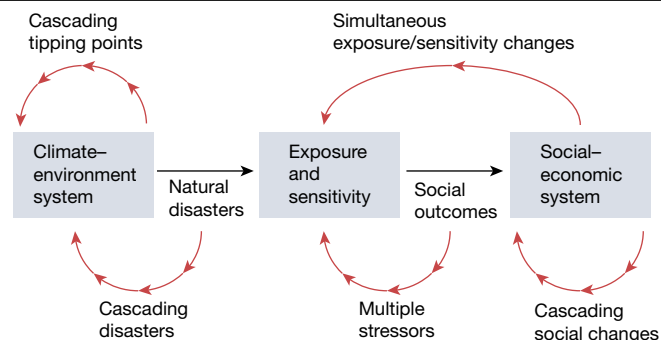 Cascading
tipping points
Simultaneous
exposure/sensitivity changes
Climate–
environment
system
Natural
disasters
Exposure
and
sensitivity
Social
outcomes
Social–
economic
system
Cascading
disasters
Multiple
stressors
Cascading
social changes